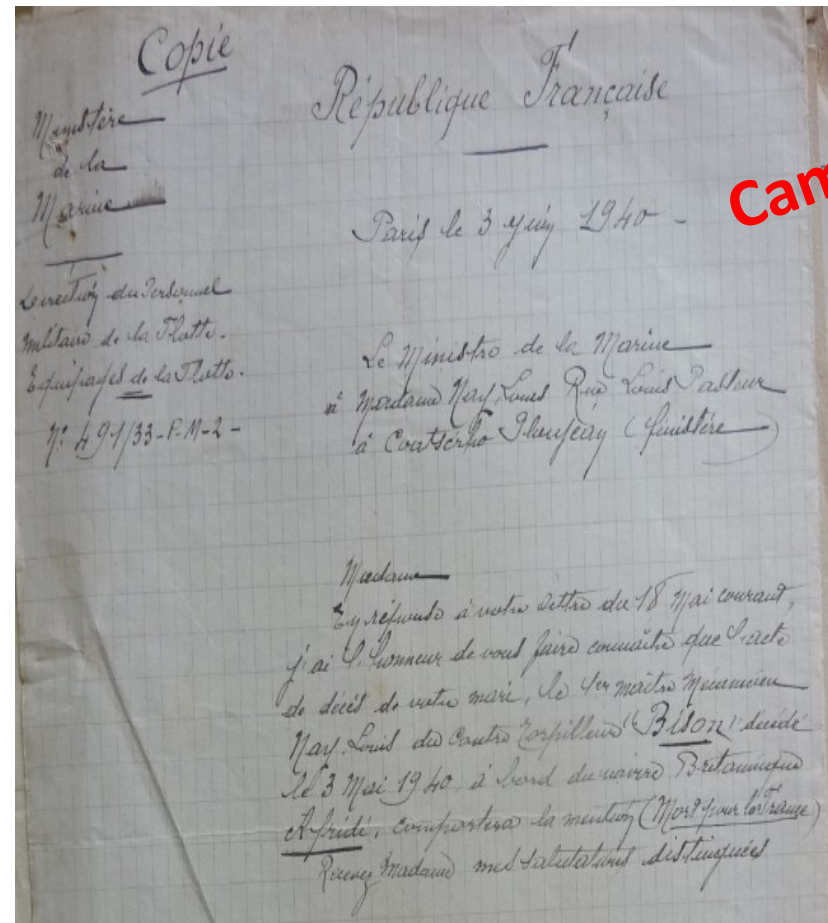 Copie
République Française
Ministère
de la
Marine
Paris le 3 Juin 1940 -
Cam
Direction du Personnel
militaire de la Flotte.
Equipages de la Flotte.
N° 491/33-P-M-2-
Le Ministre de la Marine
à Madame Nay Louis Rue Louis Pasteur
à Coatserho Ploujean (finistère)
Madame
En réponse à votre lettre du 18 Mai courant,
j'ai l'honneur de vous faire connaître que l'acte
de décès de votre mari, le 1er maître Mécanicien
Nay Louis du Contre Torpilleur "Bison" décédé
le 3 Mai 1940, à bord du navire Britannique
Afridi, comportera la mention (Mort pour la France)
Recevez Madame mes salutations distinguées